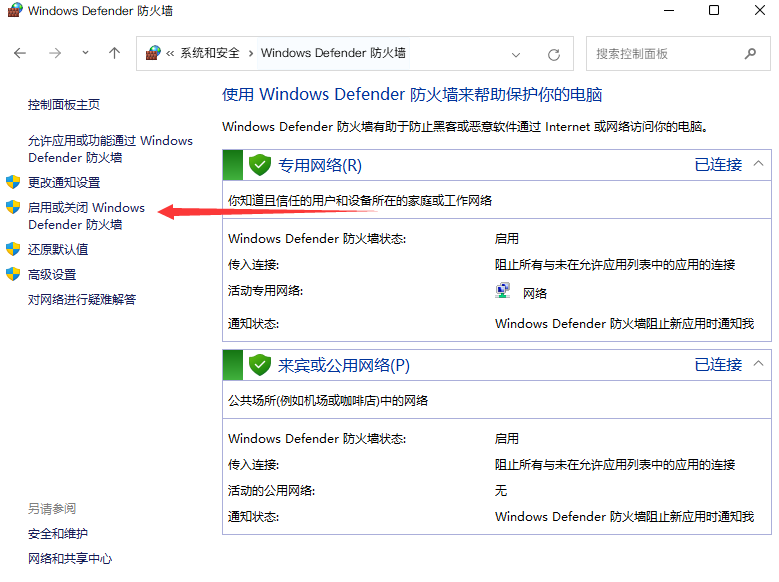 Windows Defender 防火墙
« 系统和安全 › Windows Defender 防火墙
搜索控制面板
控制面板主页
允许应用或功能通过 Windows
Defender 防火墙
更改通知设置
启用或关闭 Windows
Defender 防火墙
还原默认值
高级设置
对网络进行疑难解答
另请参阅
安全和维护
网络和共享中心
使用 Windows Defender 防火墙来帮助保护你的电脑
Windows Defender 防火墙有助于防止黑客或恶意软件通过 Internet 或网络访问你的电脑。
专用网络(R) 已连接
你知道且信任的用户和设备所在的家庭或工作网络
Windows Defender 防火墙状态: 启用
传入连接: 阻止所有与未在允许应用列表中的应用的连接
活动专用网络: 网络
通知状态: Windows Defender 防火墙阻止新应用时通知我
来宾或公用网络(P) 已连接
公共场所(例如机场或咖啡店)中的网络
Windows Defender 防火墙状态: 启用
传入连接: 阻止所有与未在允许应用列表中的应用的连接
活动的公用网络: 无
通知状态: Windows Defender 防火墙阻止新应用时通知我